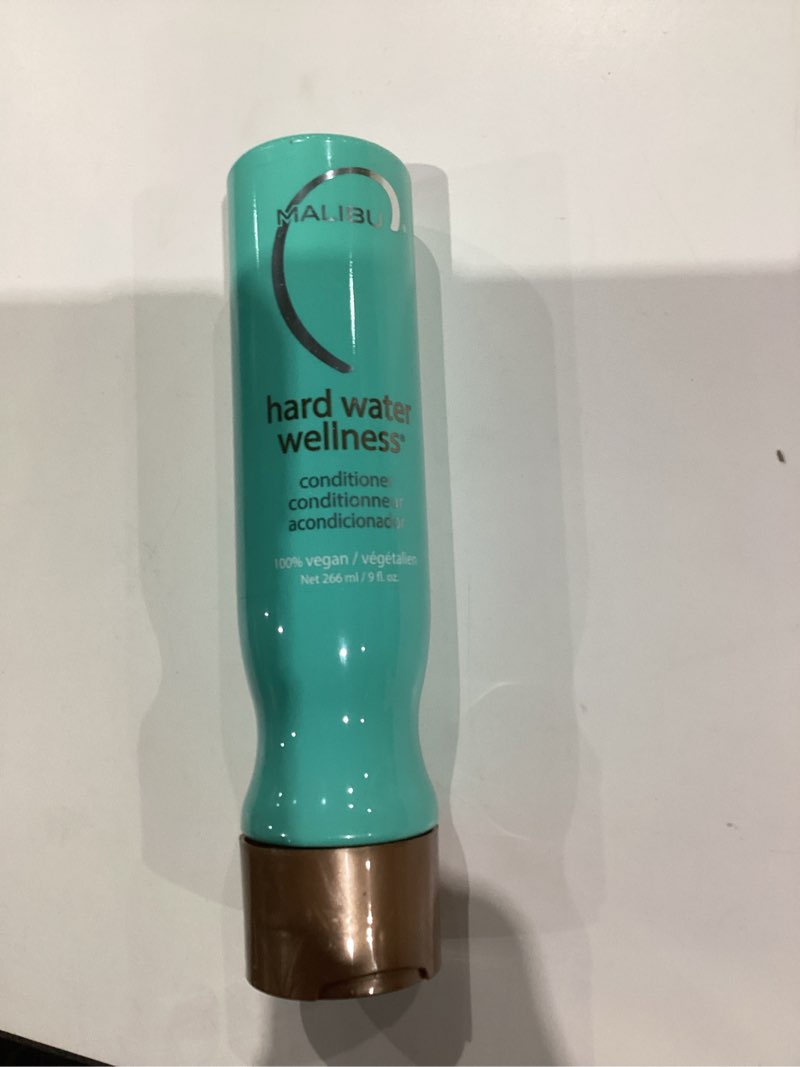 MALIBU
hard water
wellness®
conditioner
conditionneur
acondicionador
100% vegan / végétalien
Net 266 ml / 9 fl. oz.